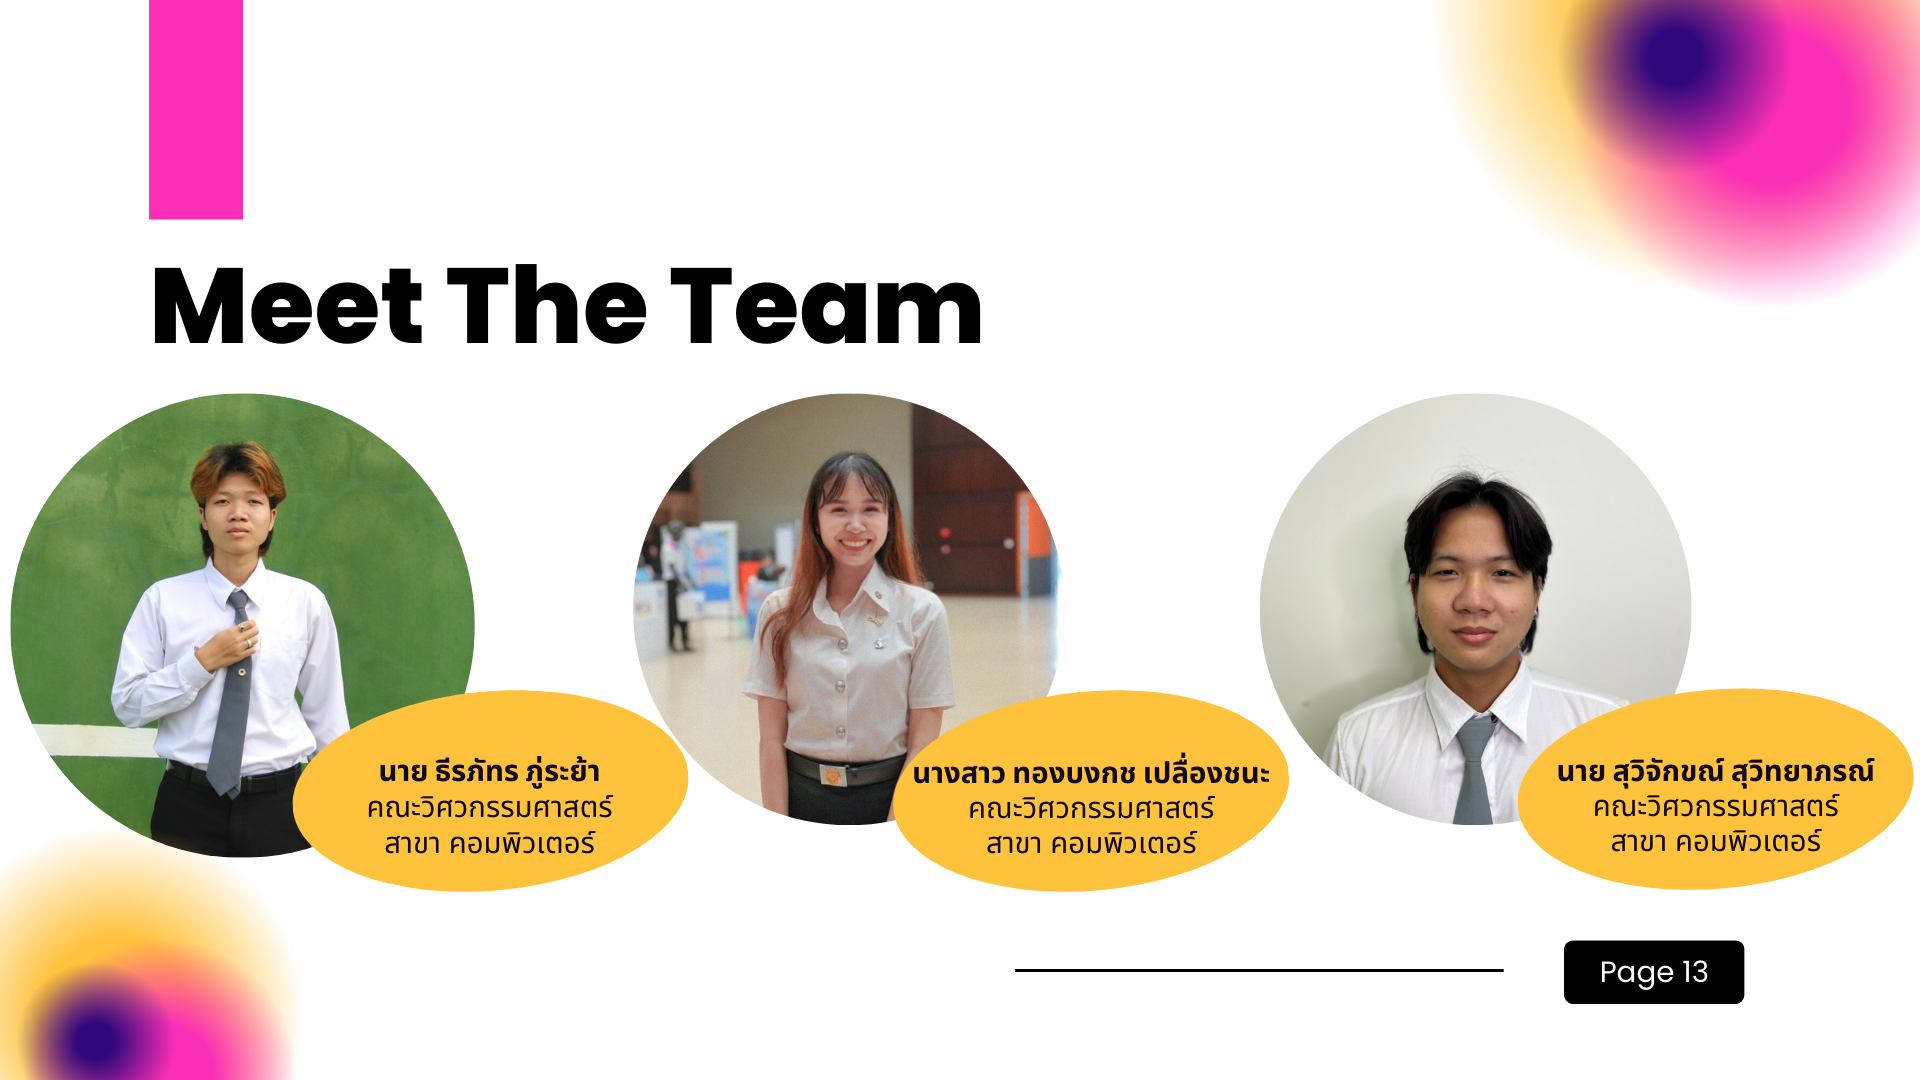 Meet The Team
นาย ธีรภัทร ภู่ระย้า
คณะวิศวกรรมศาสตร์
สาขา คอมพิวเตอร์
นางสาว ทองบงกช เปลื่องชนะ
คณะวิศวกรรมศาสตร์
สาขา คอมพิวเตอร์
นาย สุวิจักขณ์ สุวิทยาภรณ์
คณะวิศวกรรมศาสตร์
สาขา คอมพิวเตอร์
Page 13